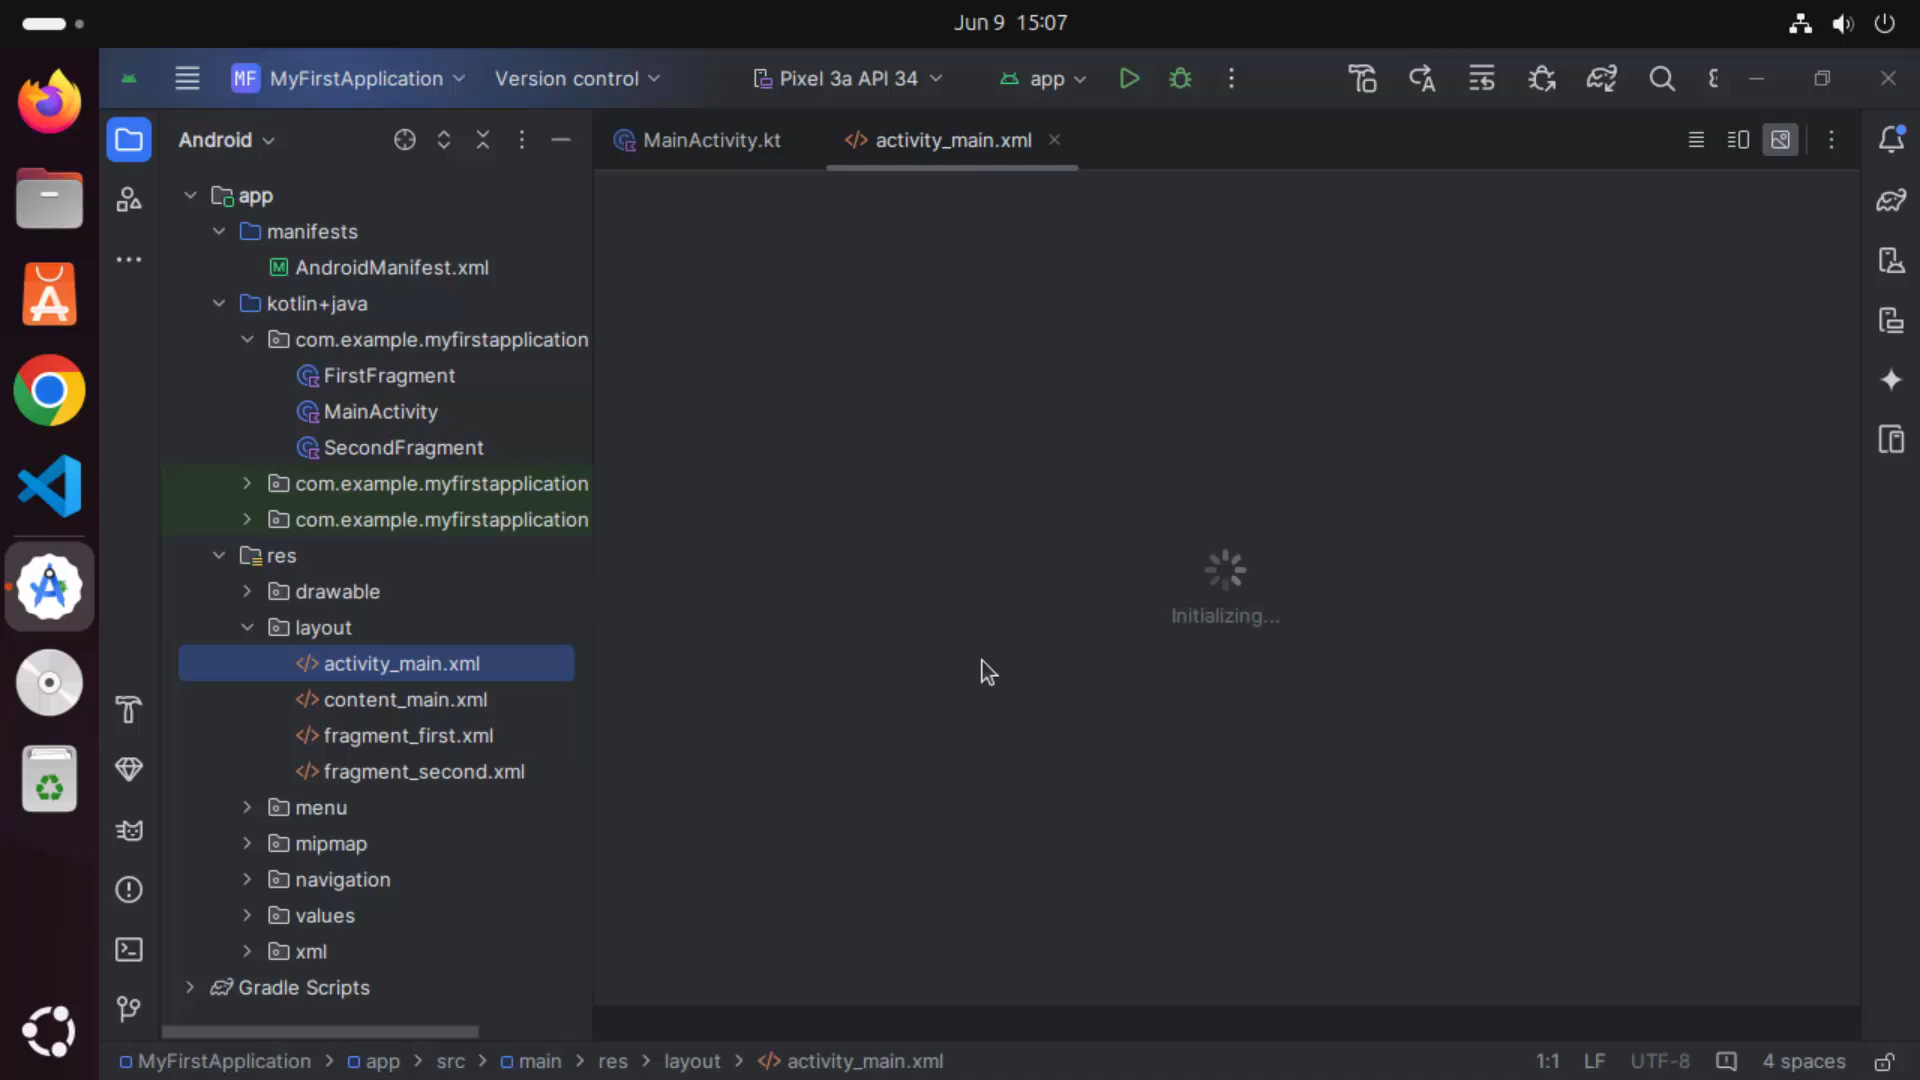 Jun 9 15:07
MF MyFirstApplication Version control Pixel 3a API 34 app
Android
MainActivity.kt activity_main.xml
app
manifests
AndroidManifest.xml
kotlin+java
com.example.myfirstapplication
FirstFragment
MainActivity
SecondFragment
com.example.myfirstapplication
com.example.myfirstapplication
res
drawable
layout
activity_main.xml
content_main.xml
fragment_first.xml
fragment_second.xml
menu
mipmap
navigation
values
xml
Gradle Scripts
Initializing...
MyFirstApplication > app > src > main > res > layout > activity_main.xml 1:1 LF UTF-8 4 spaces